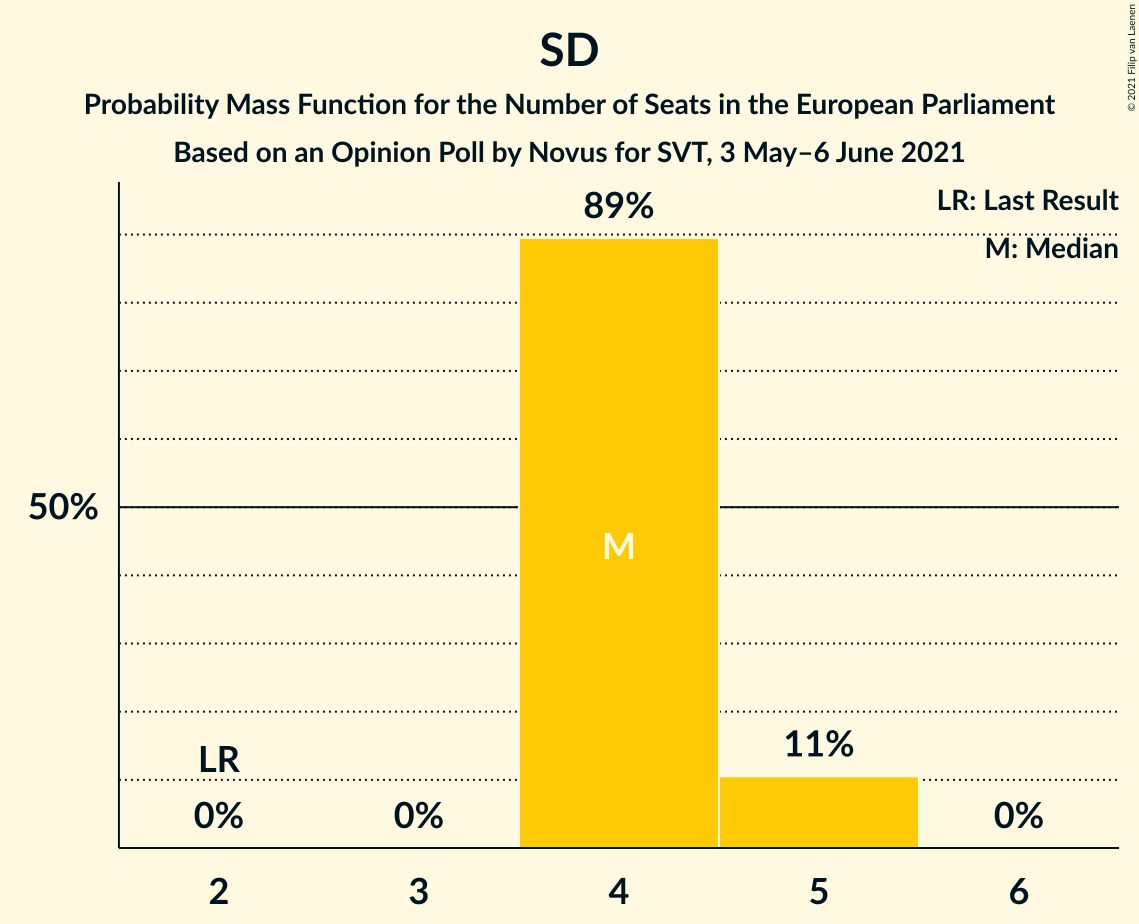 SD
Probability Mass Function for the Number of Seats in the European Parliament
Based on an Opinion Poll by Novus for SVT, 3 May–6 June 2021
© 2021 Filip van Laenen
LR: Last Result
M: Median
89%
50%
M
LR
11%
0%
0%
0%
2
3
4
5
6